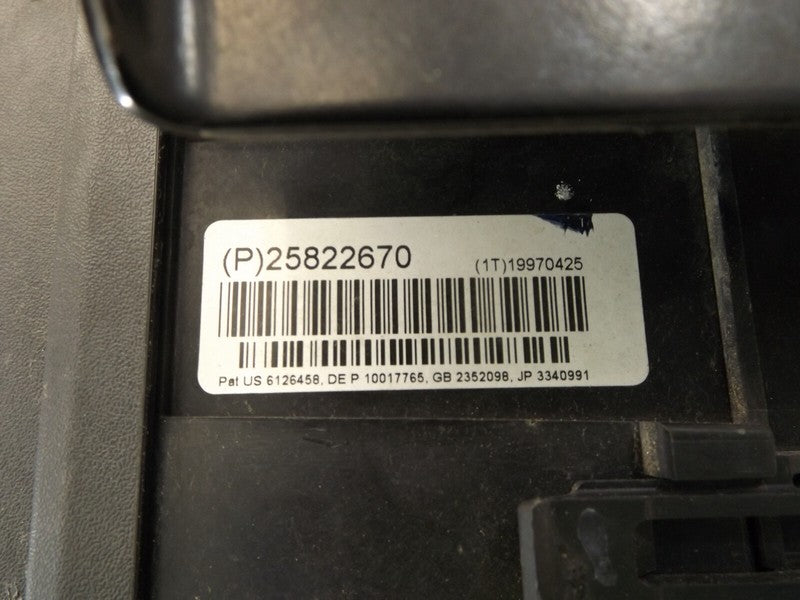 (P)25822670 (1T)19970425
Pat US 6126458, DE P 10017765, GB 2352098, JP 3340991